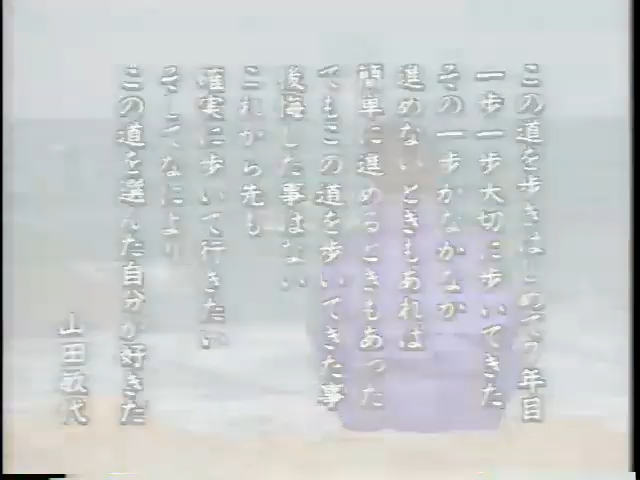 この道を歩きはじめて7年目
一歩一歩大切に歩いてきた
その一歩がなかなか
進めないときもあれば
簡単に進めるときもあった
でもこの道を歩いてきた事
後悔した事はない
これから先も
確実に歩いて行きたい
そしてなにより
この道を選んだ自分が好きだ
山田敏代